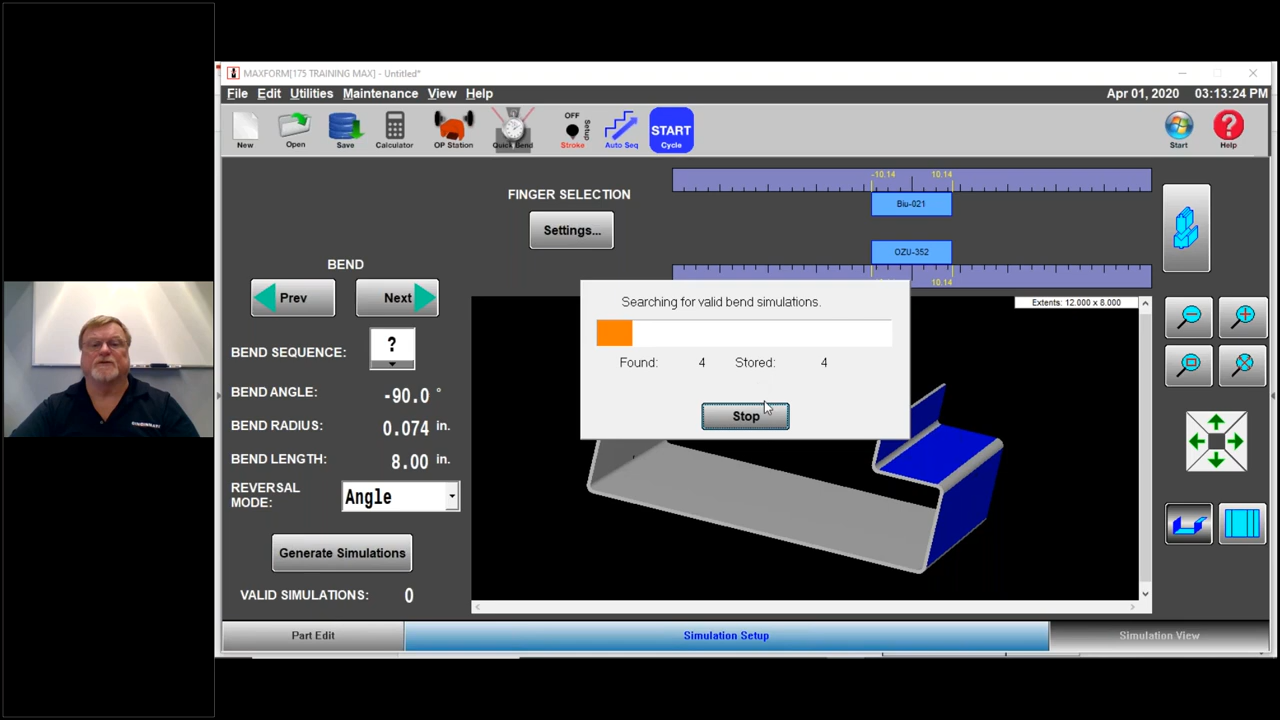 MAXFORM[175 TRAINING MAX] - Untitled*
File Edit Utilities Maintenance View Help
Apr 01, 2020 03:13:24 PM
New
Open
Save
Calculator
OP Station
Quick Bend
OFF
Setup
Stroke
Auto Seq
START
Cycle
Start
Help
FINGER SELECTION
Settings...
-10.14 10.14
Biu-021
OZU-352
10.14
BEND
Prev
Next
Searching for valid bend simulations.
Found: 4 Stored: 4
Stop
Extents: 12.000 x 8.000
BEND SEQUENCE: ?
BEND ANGLE: -90.0 °
BEND RADIUS: 0.074 in.
BEND LENGTH: 8.00 in.
REVERSAL
MODE:
Angle
Generate Simulations
VALID SIMULATIONS: 0
Part Edit
Simulation Setup
Simulation View